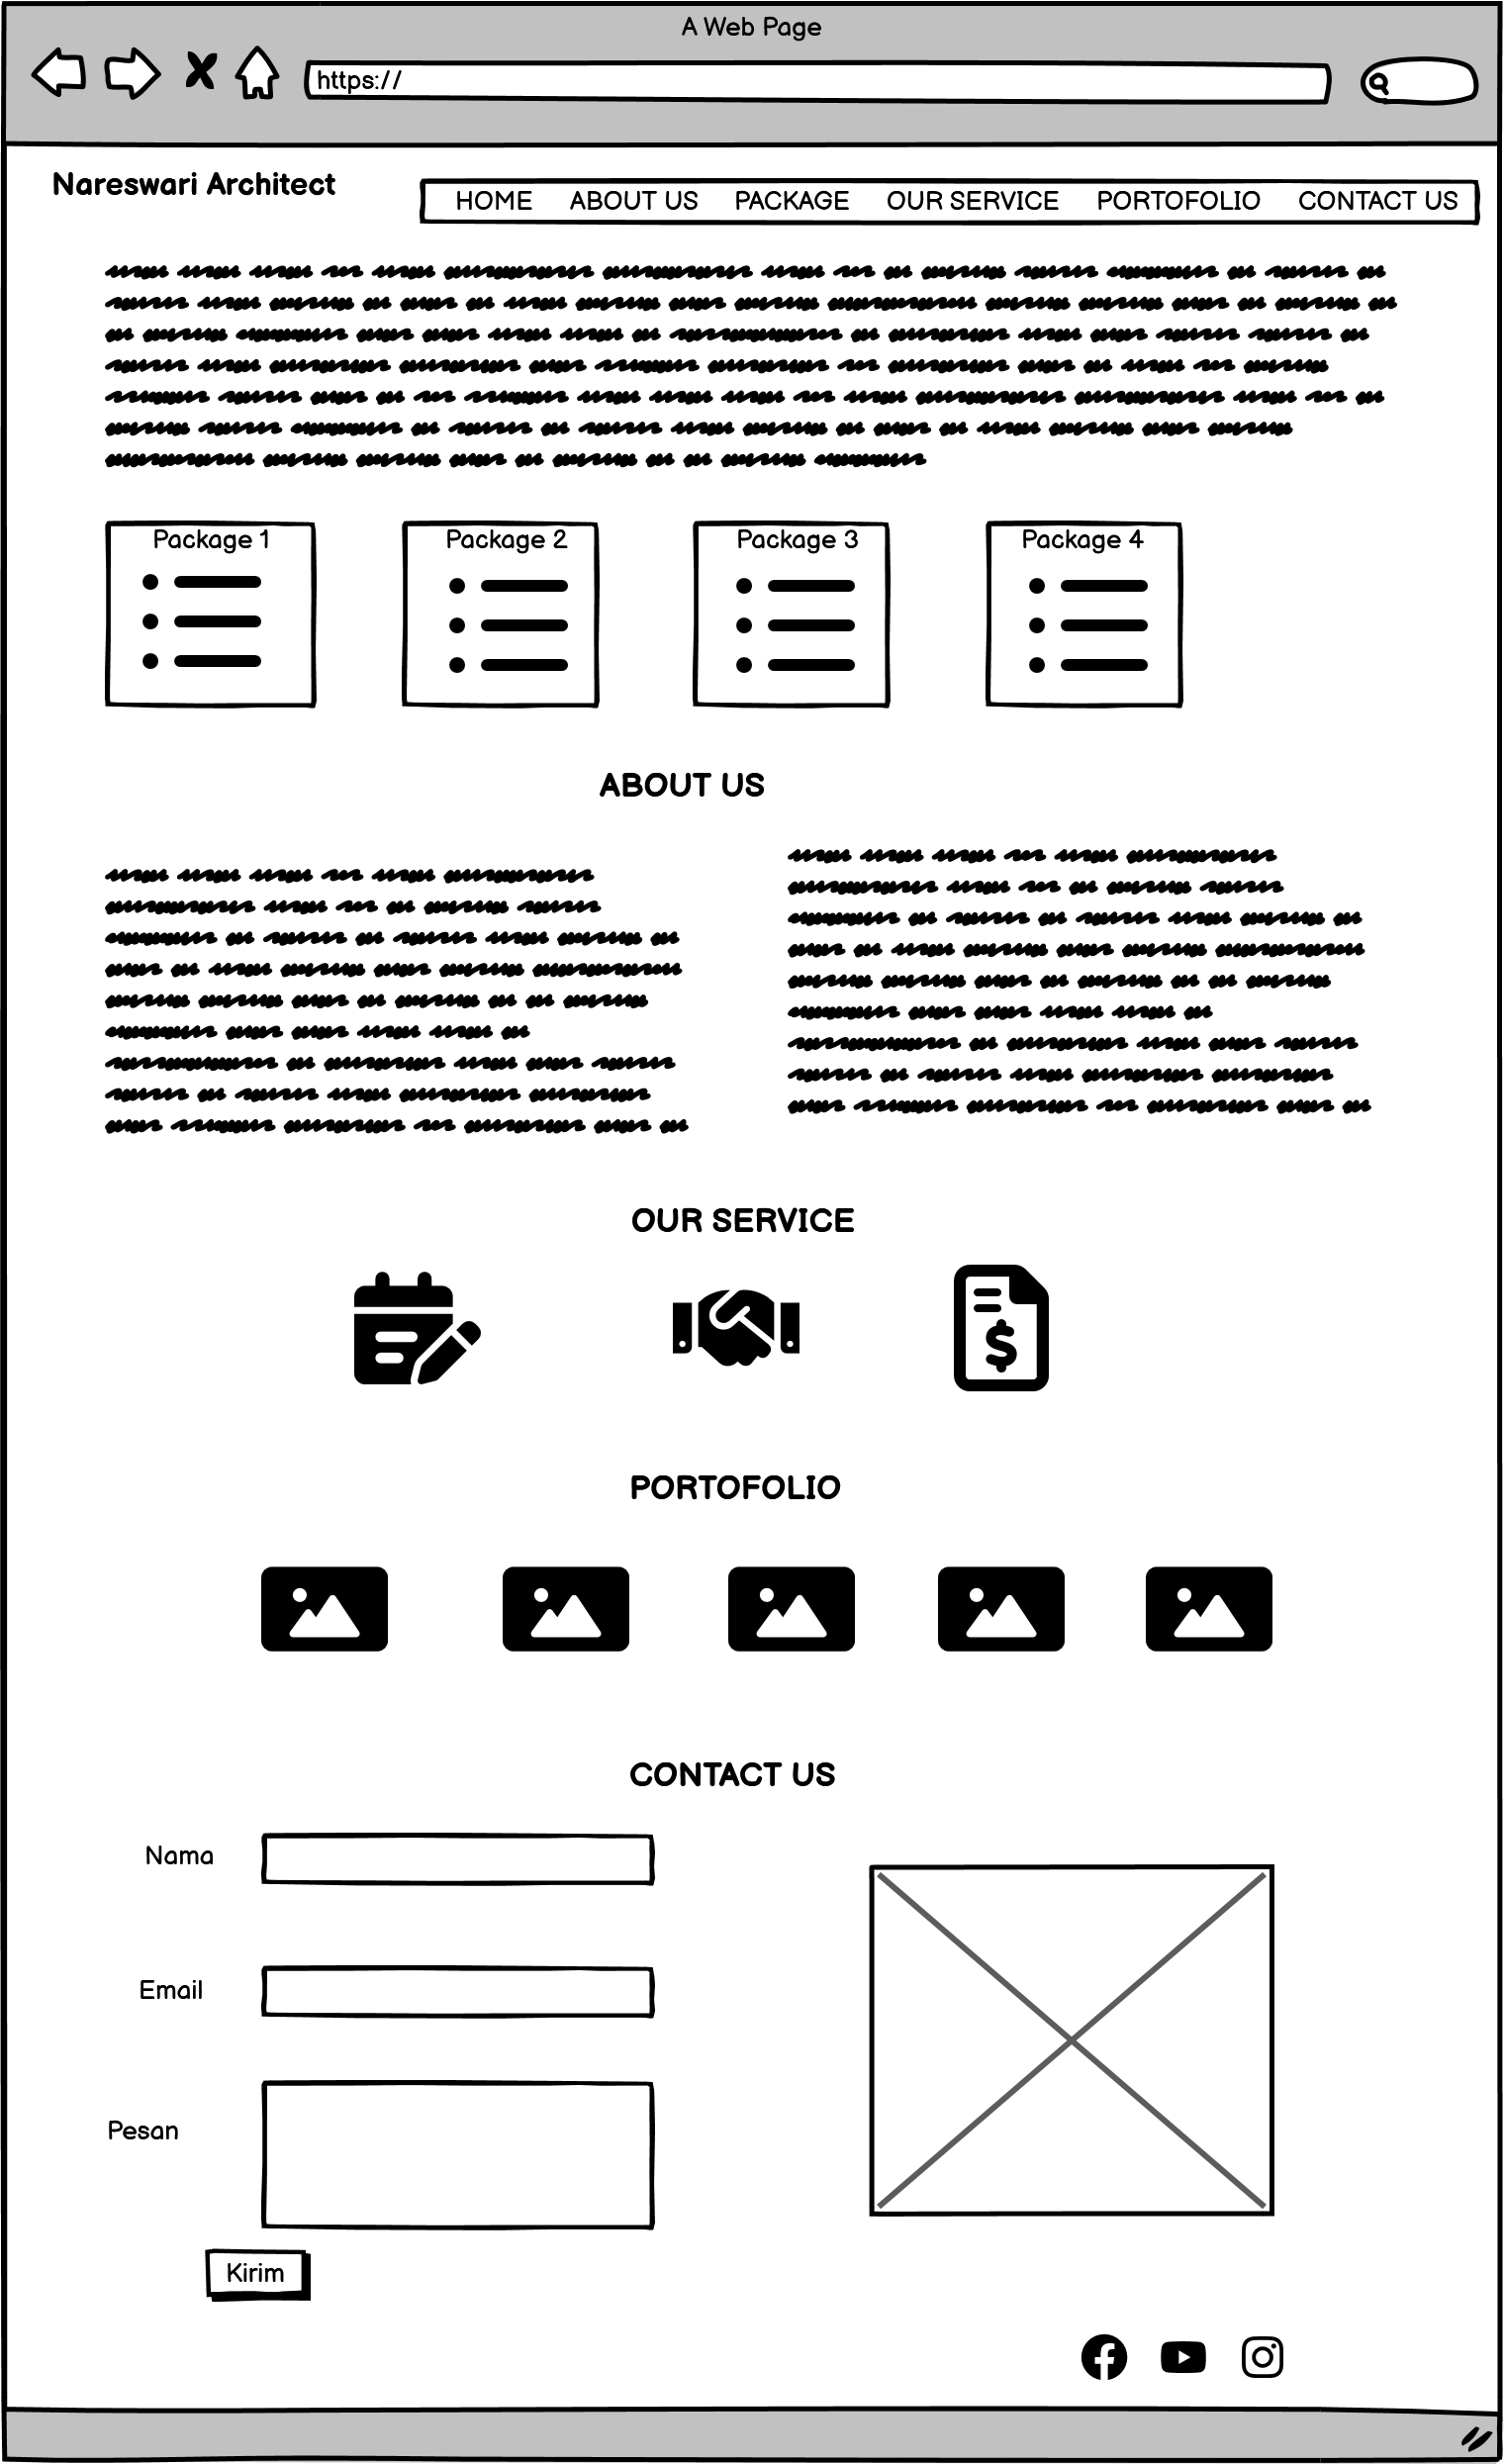 A Web Page
https://
Nareswari Architect
HOME ABOUT US PACKAGE OUR SERVICE PORTOFOLIO CONTACT US
Package 1 Package 2 Package 3 Package 4
ABOUT US
OUR SERVICE
$
PORTOFOLIO
CONTACT US
Nama
Email
Pesan
Kirim